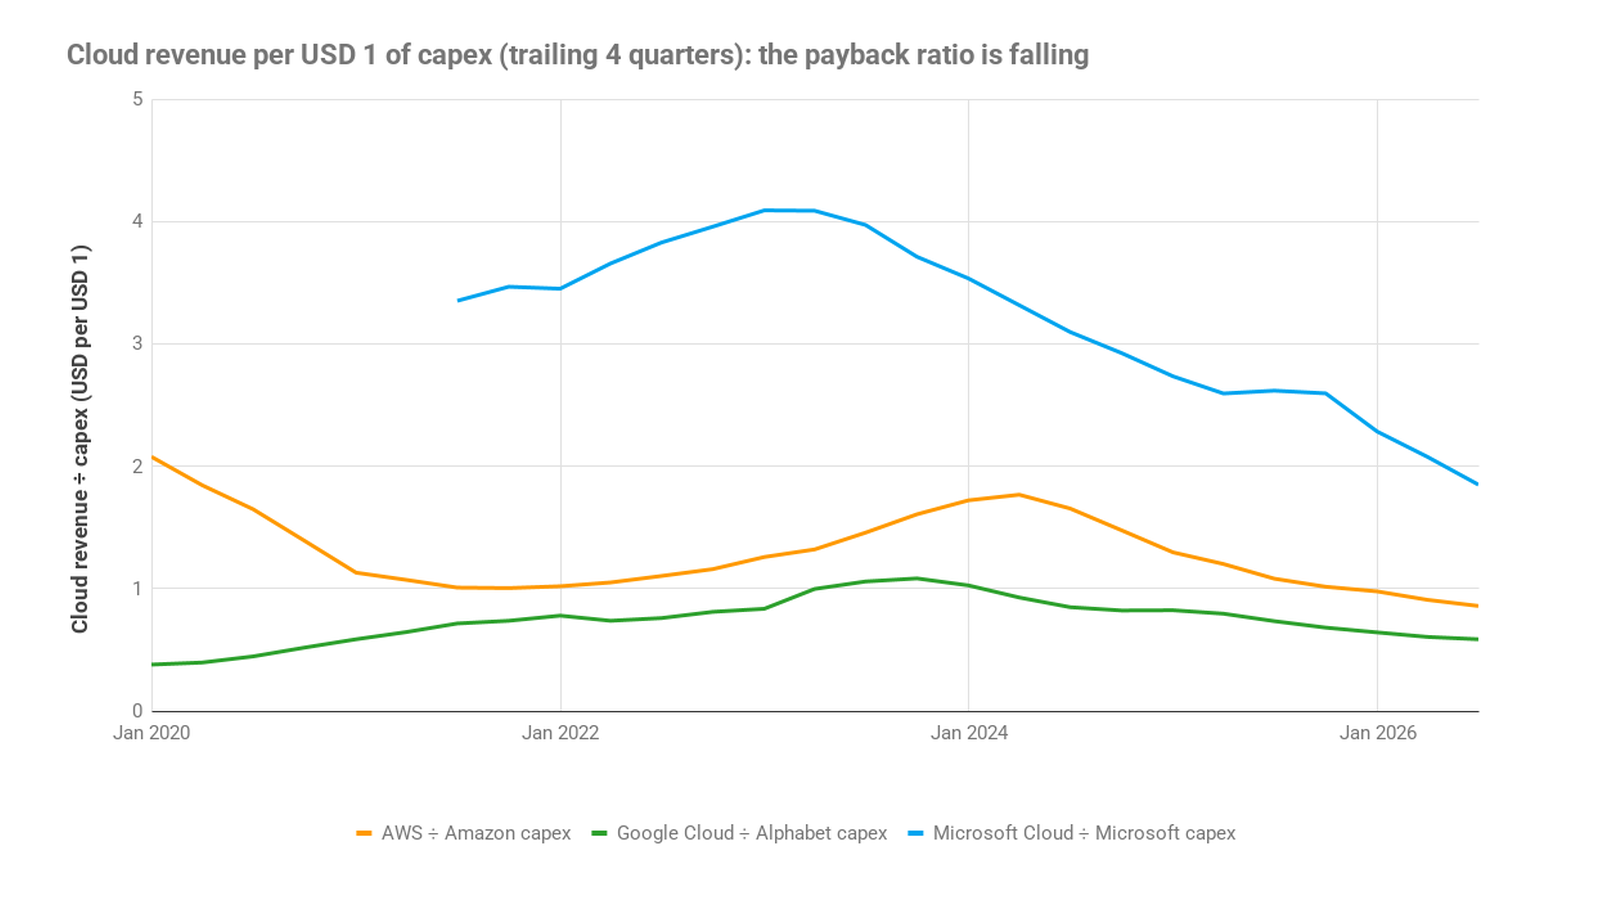 Cloud revenue per USD 1 of capex (trailing 4 quarters): the payback ratio is falling
Cloud revenue ÷ capex (USD per USD 1)
5
4
3
2
1
0
Jan 2020
Jan 2022
Jan 2024
Jan 2026
AWS ÷ Amazon capex
Google Cloud ÷ Alphabet capex
Microsoft Cloud ÷ Microsoft capex